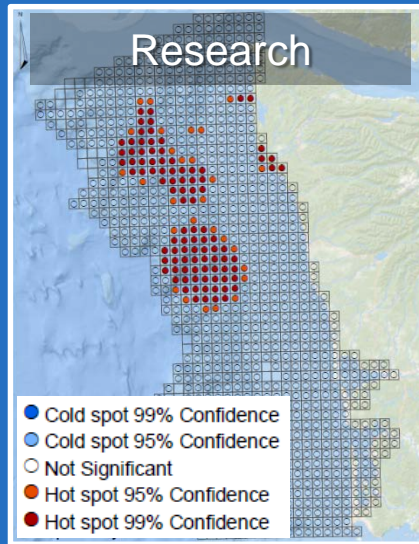 Research
Cold spot 99% Confidence
Cold spot 95% Confidence
Not Significant
Hot spot 95% Confidence
Hot spot 99% Confidence